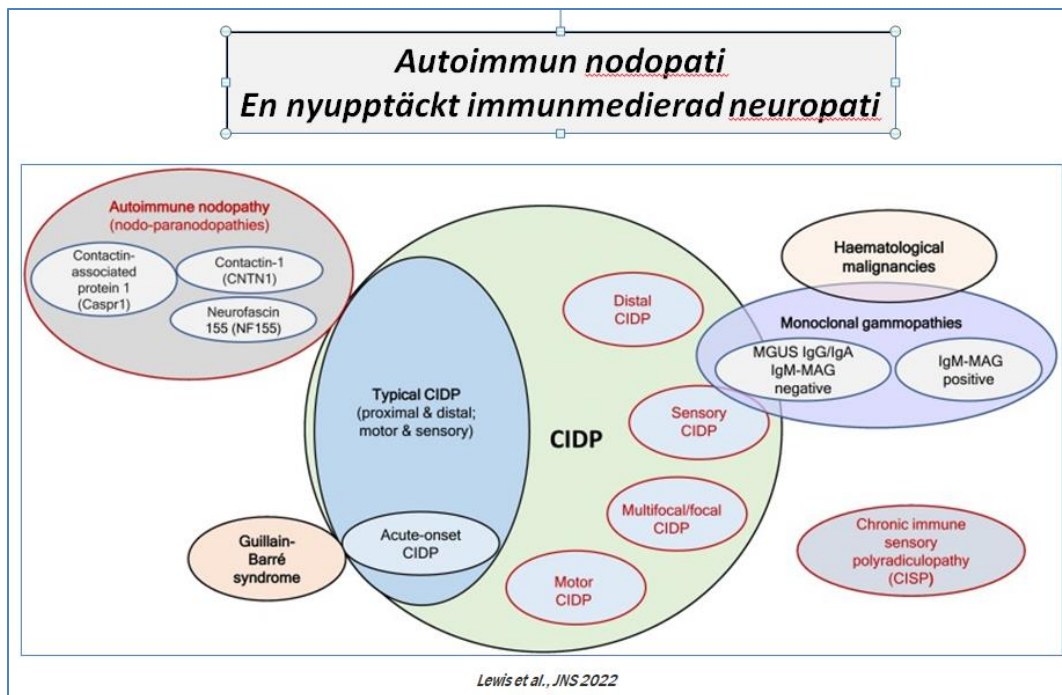 Autoimmun nodopati
En nyupptäckt immunmedierad neuropati
Autoimmune nodopathy
(nodo-paranodopathies)
Contactin-
associated
protein 1
(Caspr1)
Contactin-1
(CNTN1)
Neurofascin
155 (NF155)
Typical CIDP
(proximal & distal;
motor & sensory)
Acute-onset
CIDP
Guillain-
Barré
syndrome
CIDP
Distal
CIDP
Sensory
CIDP
Multifocal/focal
CIDP
Motor
CIDP
Haematological
malignancies
Monoclonal gammopathies
MGUS IgG/IgA
IgM-MAG
negative
IgM-MAG
positive
Chronic immune
sensory
polyradiculopathy
(CISP)
Lewis et al., JNS 2022